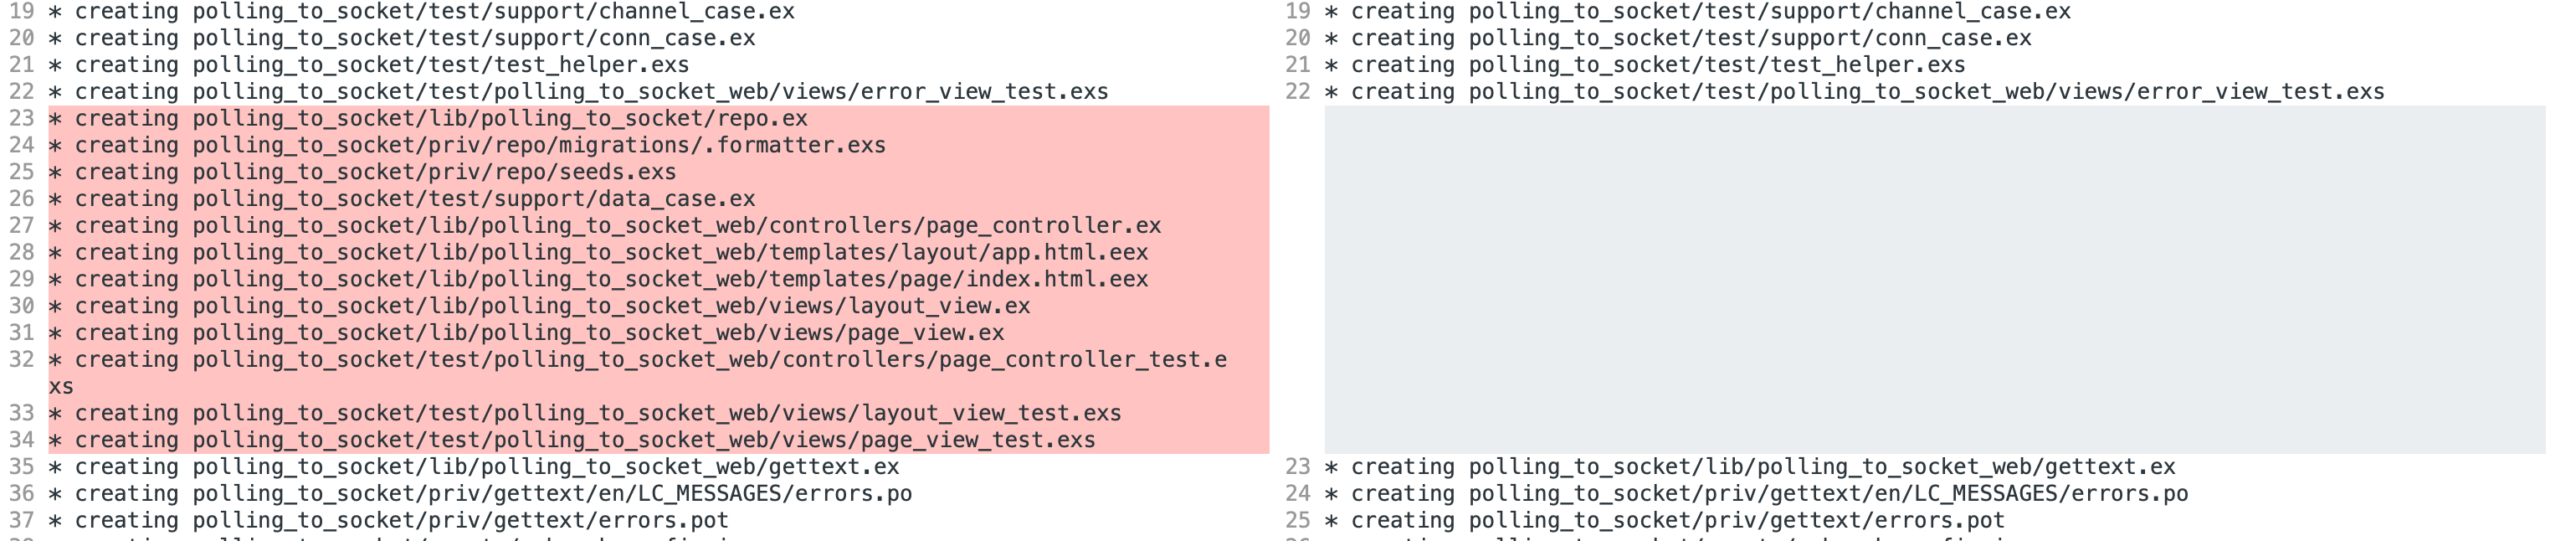 19 * creating polling_to_socket/test/support/channel_case.ex
20 * creating polling_to_socket/test/support/conn_case.ex
21 * creating polling_to_socket/test/test_helper.exs
22 * creating polling_to_socket/test/polling_to_socket_web/views/error_view_test.exs
23 * creating polling_to_socket/lib/polling_to_socket/repo.ex
24 * creating polling_to_socket/priv/repo/migrations/.formatter.exs
25 * creating polling_to_socket/priv/repo/seeds.exs
26 * creating polling_to_socket/test/support/data_case.ex
27 * creating polling_to_socket/lib/polling_to_socket_web/controllers/page_controller.ex
28 * creating polling_to_socket/lib/polling_to_socket_web/templates/layout/app.html.eex
29 * creating polling_to_socket/lib/polling_to_socket_web/templates/page/index.html.eex
30 * creating polling_to_socket/lib/polling_to_socket_web/views/layout_view.ex
31 * creating polling_to_socket/lib/polling_to_socket_web/views/page_view.ex
32 * creating polling_to_socket/test/polling_to_socket_web/controllers/page_controller_test.e
xs
33 * creating polling_to_socket/test/polling_to_socket_web/views/layout_view_test.exs
34 * creating polling_to_socket/test/polling_to_socket_web/views/page_view_test.exs
35 * creating polling_to_socket/lib/polling_to_socket_web/gettext.ex
36 * creating polling_to_socket/priv/gettext/en/LC_MESSAGES/errors.po
37 * creating polling_to_socket/priv/gettext/errors.pot
19 * creating polling_to_socket/test/support/channel_case.ex
20 * creating polling_to_socket/test/support/conn_case.ex
21 * creating polling_to_socket/test/test_helper.exs
22 * creating polling_to_socket/test/polling_to_socket_web/views/error_view_test.exs
23 * creating polling_to_socket/lib/polling_to_socket_web/gettext.ex
24 * creating polling_to_socket/priv/gettext/en/LC_MESSAGES/errors.po
25 * creating polling_to_socket/priv/gettext/errors.pot